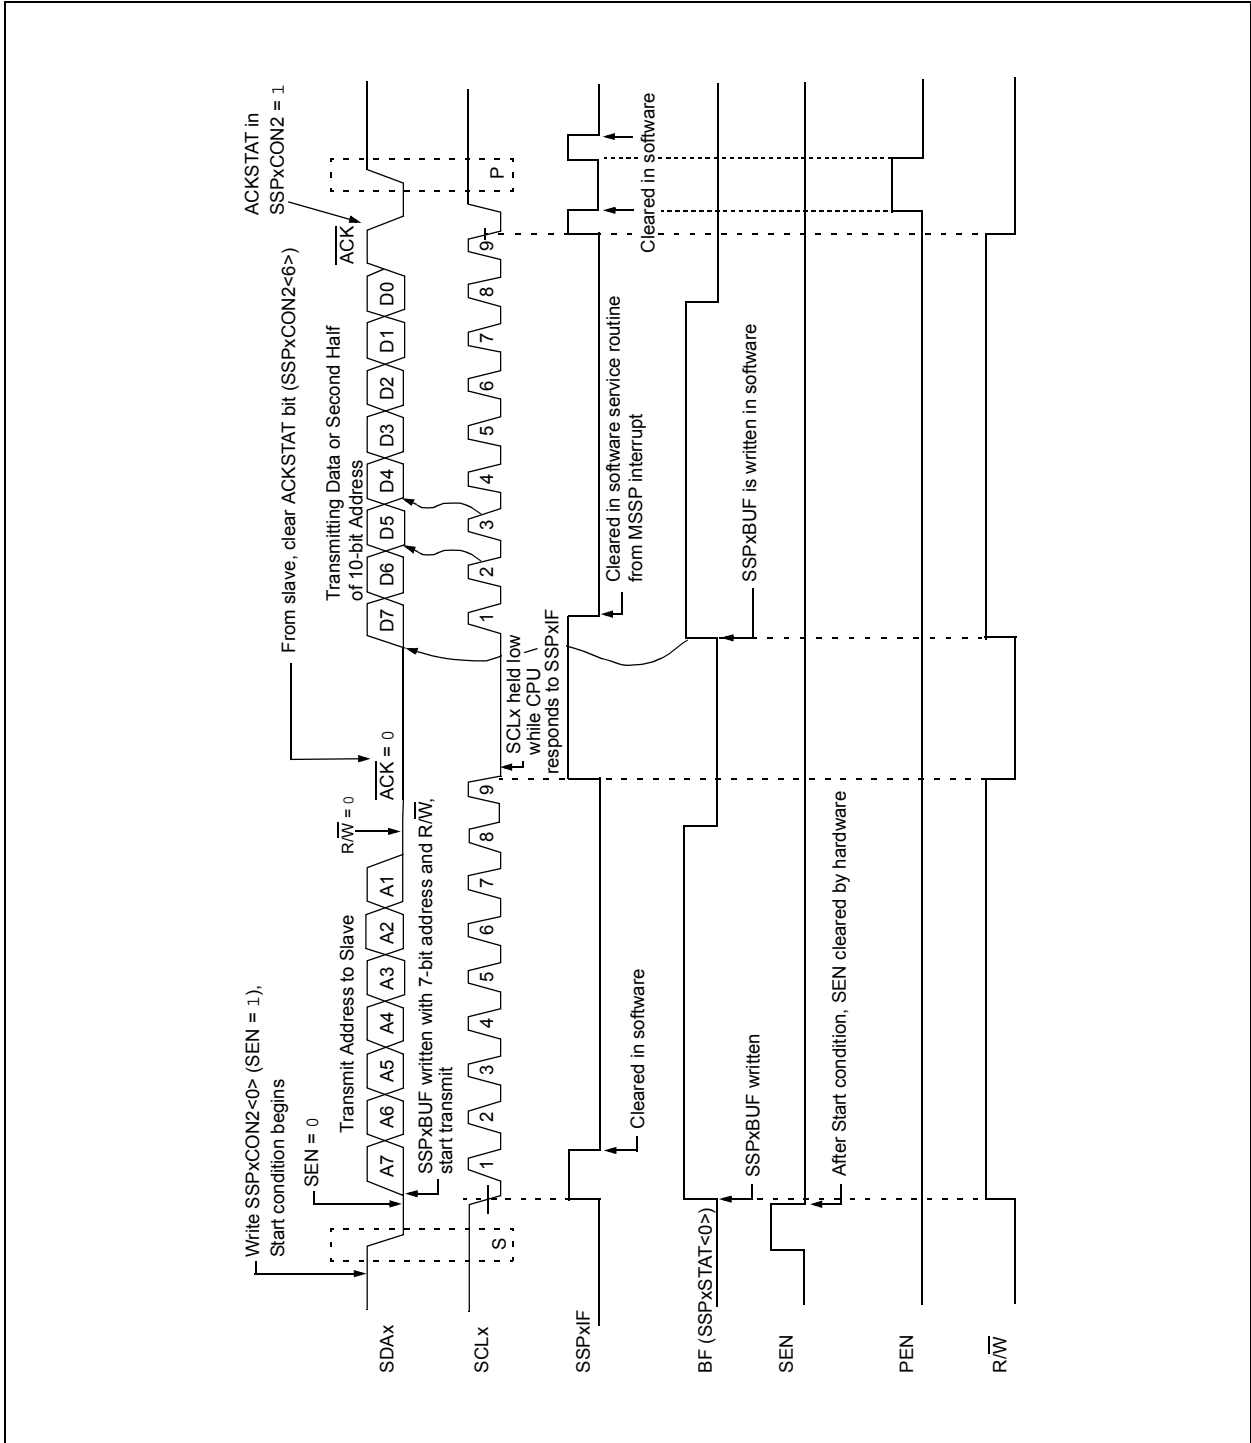 Write SSPxCON2<0> (SEN = 1),
Start condition begins
SEN = 0
Transmit Address to Slave
R/W = 0
From slave, clear ACKSTAT bit (SSPxCON2<6>)
ACK = 0
Transmitting Data or Second Half
of 10-bit Address
ACKSTAT in
SSPxCON2 = 1
ACK
SDAx
A7 A6 A5 A4 A3 A2 A1
D7 D6 D5 D4 D3 D2 D1 D0
SSPxBUF written with 7-bit address and R/W,
start transmit
SCLx
S
1 2 3 4 5 6 7 8 9
1 2 3 4 5 6 7 8 9
P
SCLx held low
while CPU
responds to SSPxIF
SSPxIF
Cleared in software
Cleared in software service routine
from MSSP interrupt
Cleared in software
BF (SSPxSTAT<0>)
SSPxBUF written
SSPxBUF is written in software
SEN
After Start condition, SEN cleared by hardware
PEN
R/W